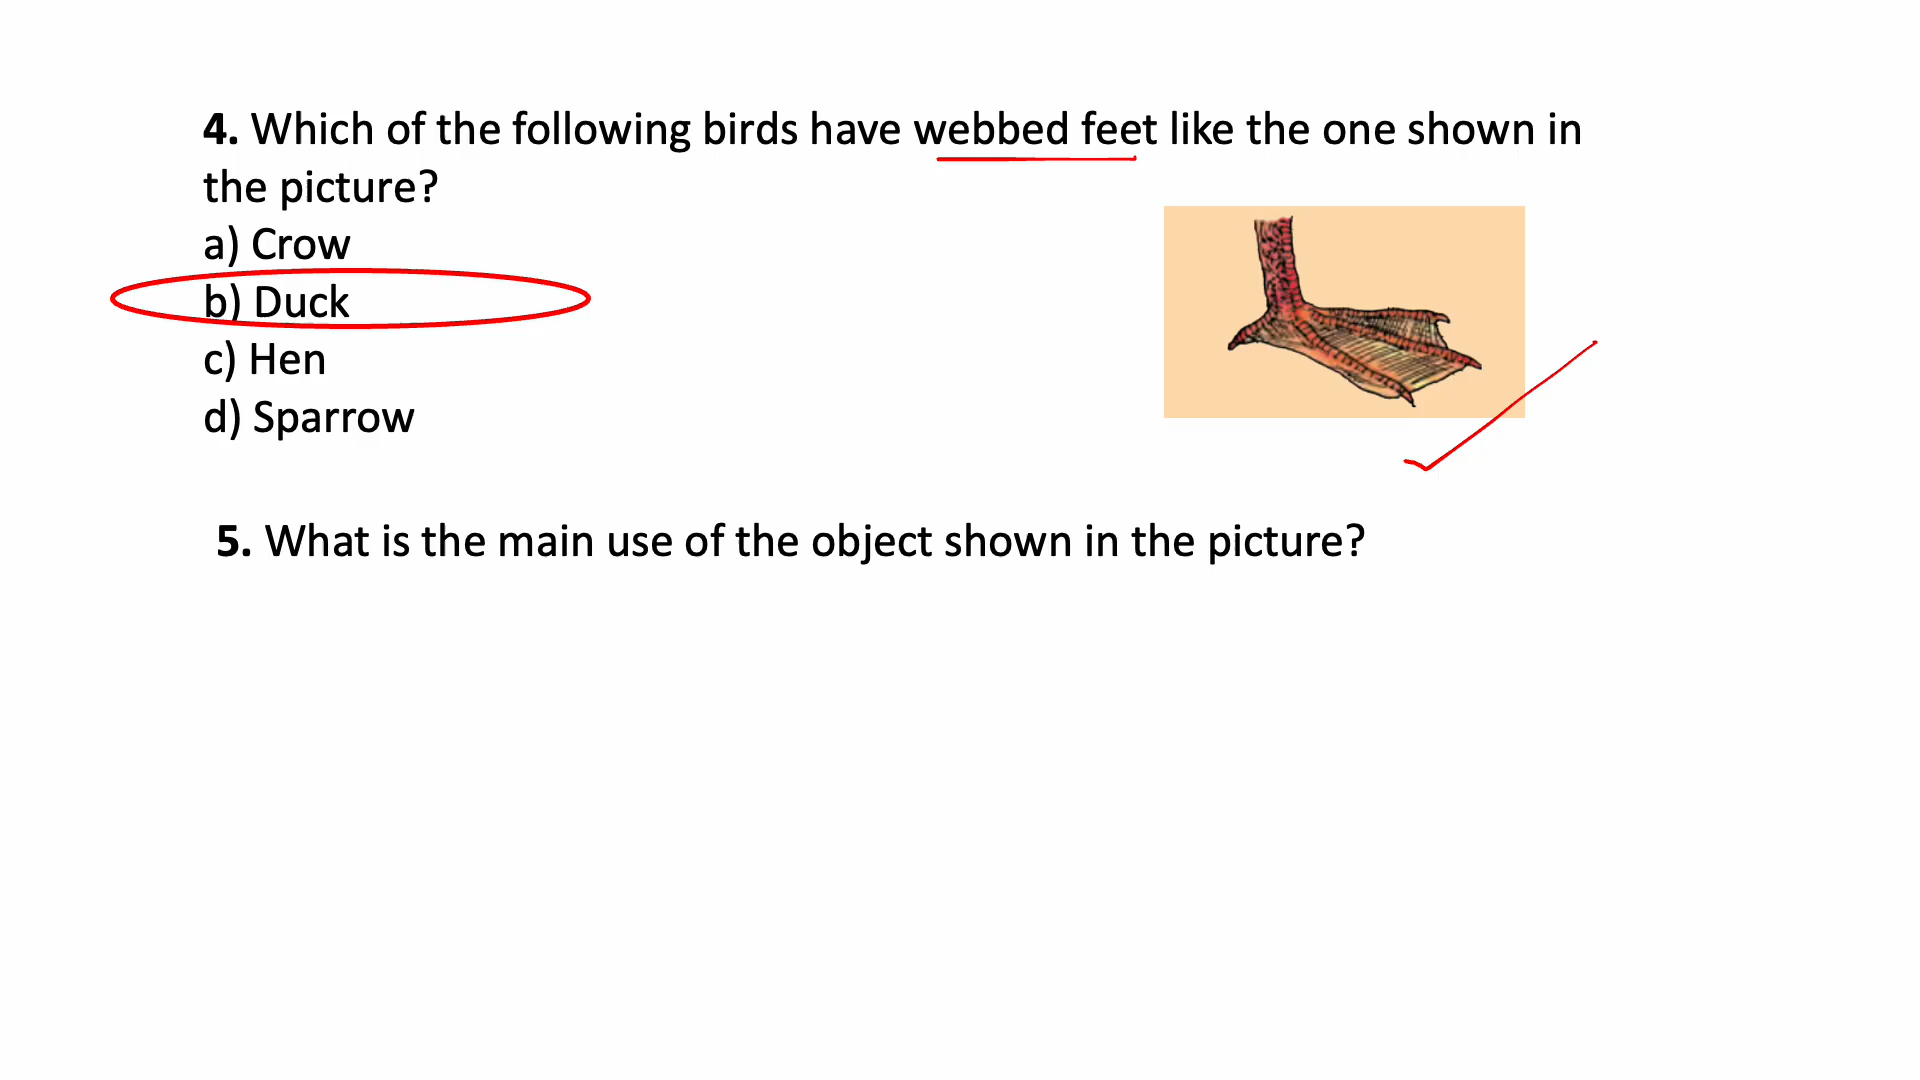 4. Which of the following birds have webbed feet like the one shown in
the picture?
a) Crow
b) Duck
c) Hen
d) Sparrow
5. What is the main use of the object shown in the picture?